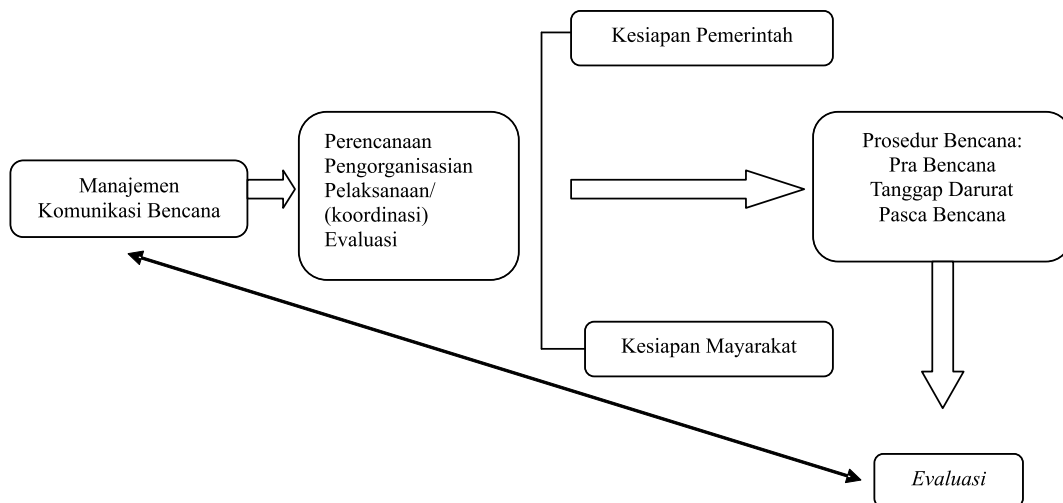 Manajemen
Komunikasi Bencana
Perencanaan
Pengorganisasian
Pelaksanaan/
(koordinasi)
Evaluasi
Kesiapan Pemerintah
Kesiapan Mayarakat
Prosedur Bencana:
Pra Bencana
Tanggap Darurat
Pasca Bencana
Evaluasi